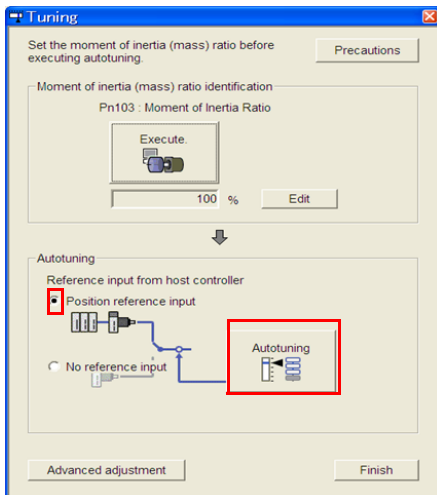 Tuning
Set the moment of inertia (mass) ratio before
executing autotuning.
Precautions
Moment of inertia (mass) ratio identification
Pn103 : Moment of Inertia Ratio
Execute.
100 %
Edit
Autotuning
Reference input from host controller
Position reference input
No reference input
Autotuning
Advanced adjustment
Finish